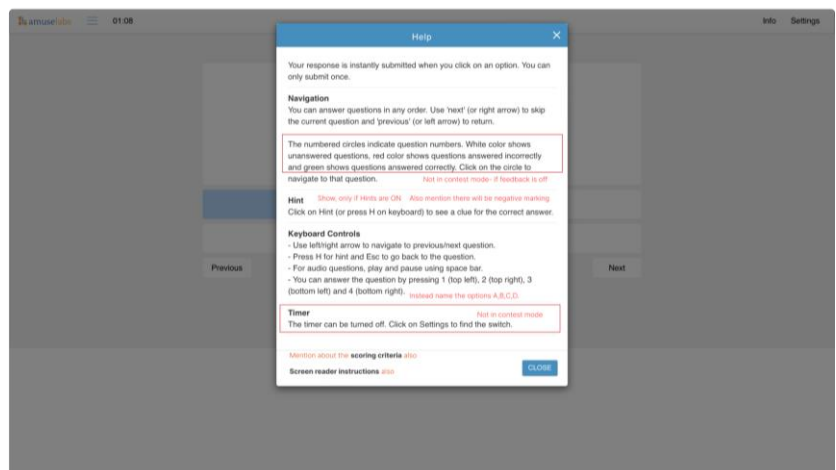 amuselabs 01:08 Info Settings
Help
Your response is instantly submitted when you click on an option. You can
only submit once.
Navigation
You can answer questions in any order. Use 'next' (or right arrow) to skip
the current question and 'previous' (or left arrow) to return.
The numbered circles indicate question numbers. White color shows
unanswered questions, red color shows questions answered incorrectly
and green shows questions answered correctly. Click on the circle to
navigate to that question. Not in contest mode- if feedback is off
Hint Show, only if Hints are ON Also mention there will be negative marking
Click on Hint (or press H on keyboard) to see a clue for the correct answer.
Keyboard Controls
- Use left/right arrow to navigate to previous/next question.
- Press H for hint and Esc to go back to the question.
- For audio questions, play and pause using space bar.
- You can answer the question by pressing 1 (top left), 2 (top right), 3
(bottom left) and 4 (bottom right). Instead name the options A,B,C,D.
Previous Next
Timer Not in contest mode
The timer can be turned off. Click on Settings to find the switch.
Mention about the scoring criteria also
Screen reader instructions also
CLOSE